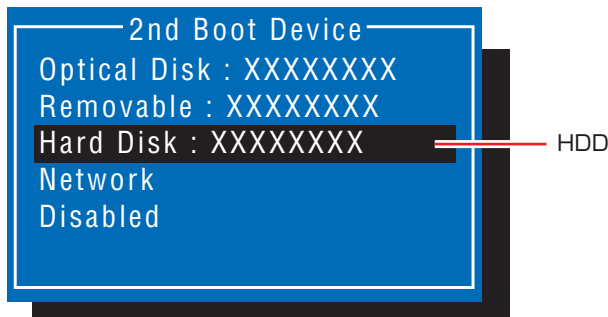 2nd Boot Device
Optical Disk : XXXXXXXX
Removable : XXXXXXXX
Hard Disk : XXXXXXXX
HDD
Network
Disabled